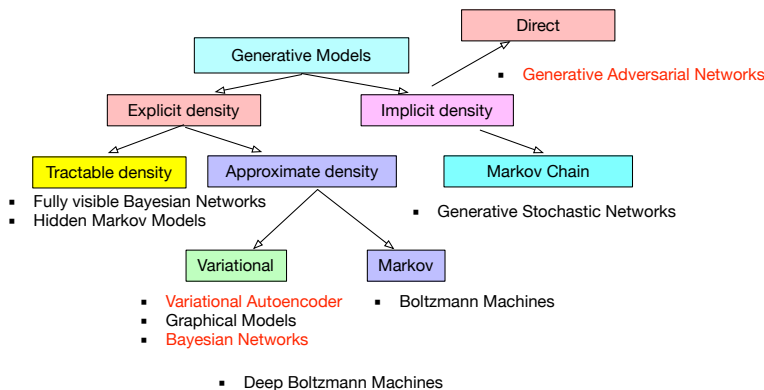 Direct
Generative Models
▪ Generative Adversarial Networks
Explicit density
Implicit density
Tractable density
Approximate density
Markov Chain
▪ Fully visible Bayesian Networks
▪ Hidden Markov Models
▪ Generative Stochastic Networks
Variational
Markov
▪ Variational Autoencoder
▪ Graphical Models
▪ Bayesian Networks
▪ Boltzmann Machines
▪ Deep Boltzmann Machines